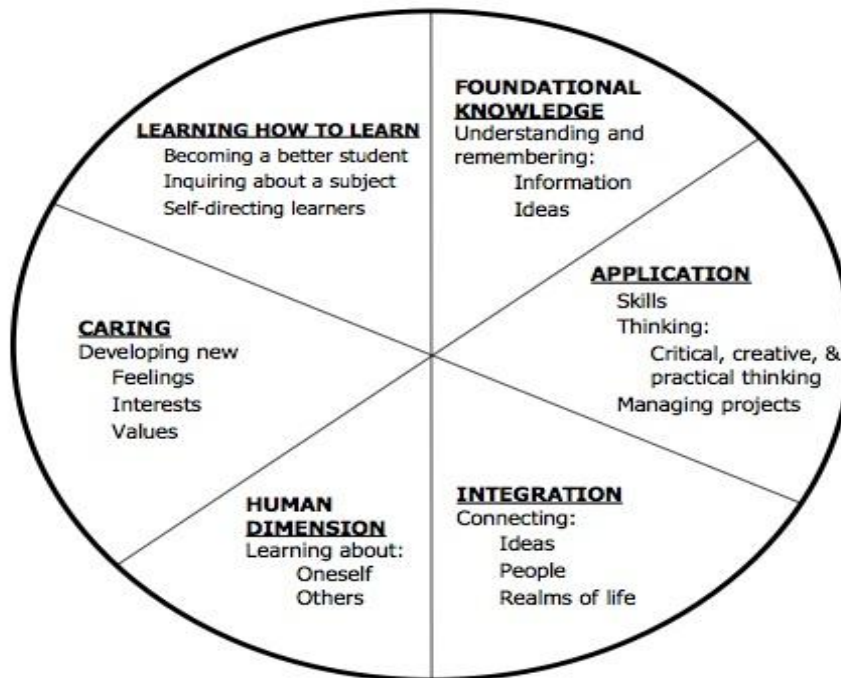 FOUNDATIONAL
KNOWLEDGE
Understanding and
remembering:
Information
Ideas
APPLICATION
Skills
Thinking:
Critical, creative, &
practical thinking
Managing projects
INTEGRATION
Connecting:
Ideas
People
Realms of life
HUMAN
DIMENSION
Learning about:
Oneself
Others
CARING
Developing new
Feelings
Interests
Values
LEARNING HOW TO LEARN
Becoming a better student
Inquiring about a subject
Self-directing learners